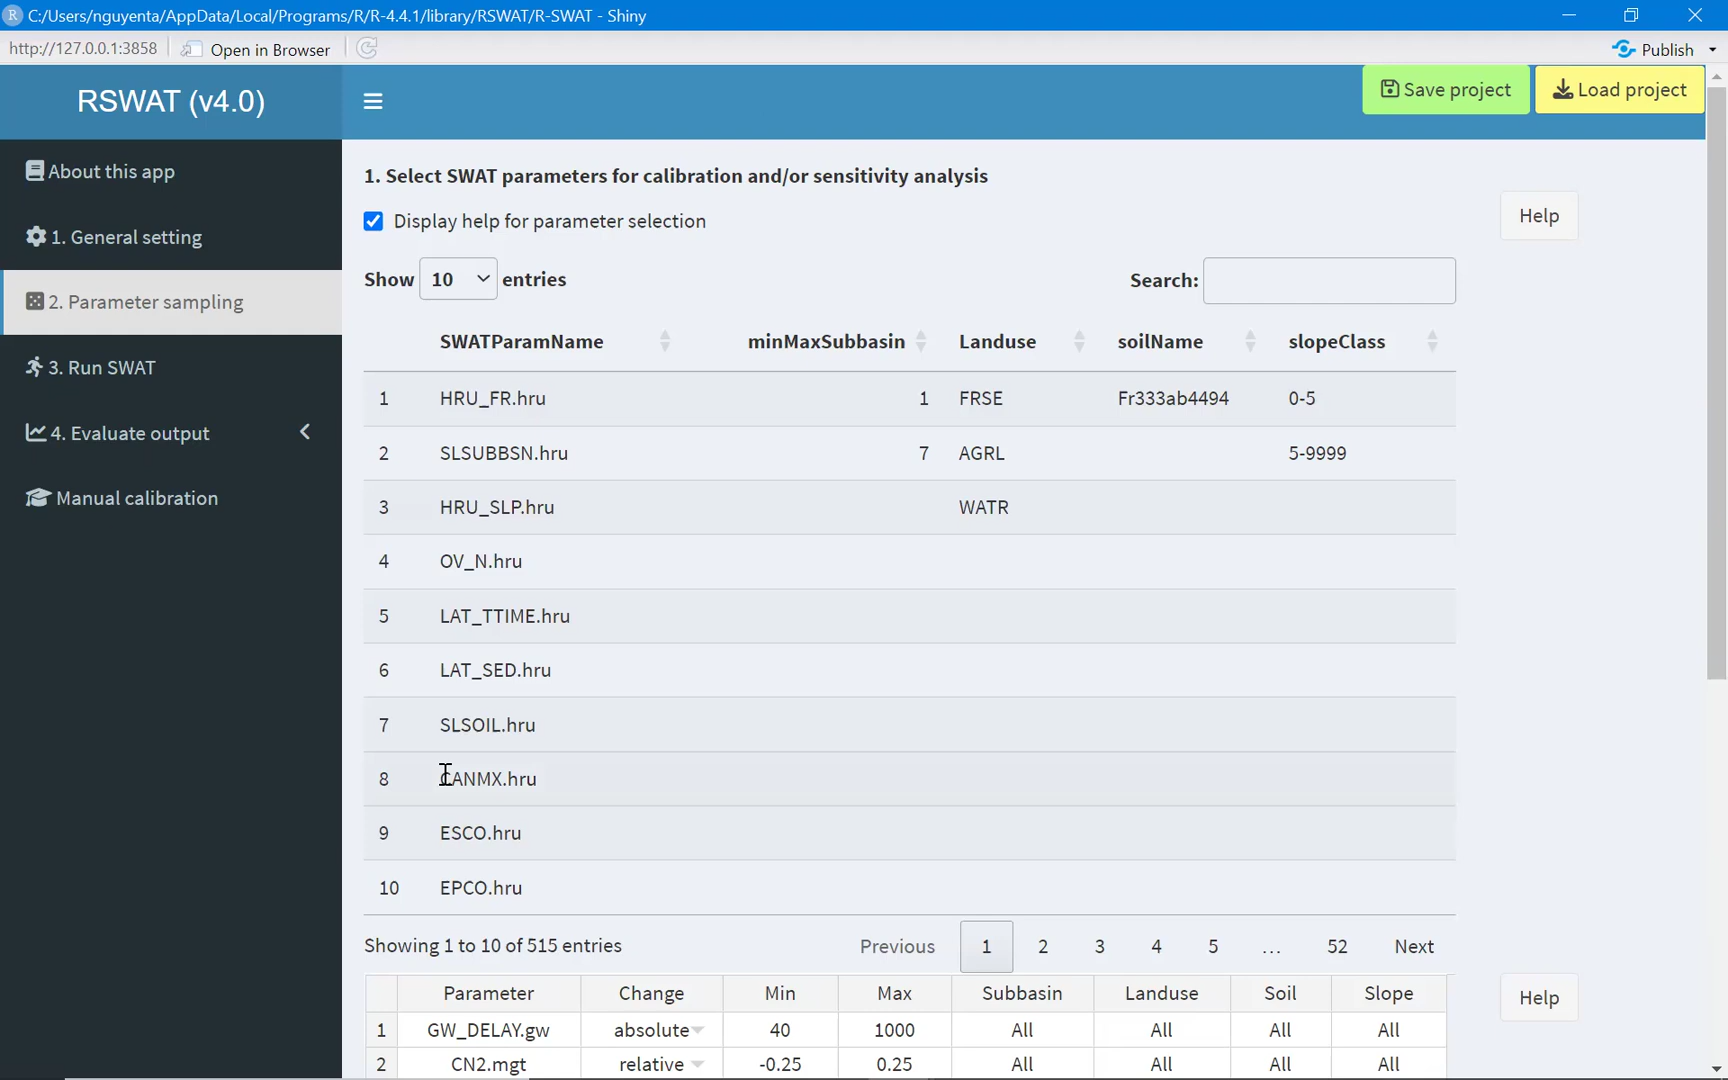 R C:/Users/nguyenta/AppData/Local/Programs/R/R-4.4.1/library/RSWAT/R-SWAT - Shiny
http://127.0.0.1:3858 Open in Browser Publish
RSWAT (v4.0) Save project Load project
About this app
1. General setting
2. Parameter sampling
3. Run SWAT
4. Evaluate output
Manual calibration
1. Select SWAT parameters for calibration and/or sensitivity analysis
Display help for parameter selection Help
Show 10 entries Search:
SWATParamName minMaxSubbasin Landuse soilName slopeClass
1 HRU_FR.hru 1 FRSE Fr333ab4494 0-5
2 SLSUBBSN.hru 7 AGRL 5-9999
3 HRU_SLP.hru WATR
4 OV_N.hru
5 LAT_TTIME.hru
6 LAT_SED.hru
7 SLSOIL.hru
8 CANMX.hru
9 ESCO.hru
10 EPCO.hru
Showing 1 to 10 of 515 entries Previous 1 2 3 4 5 ... 52 Next
Parameter Change Min Max Subbasin Landuse Soil Slope Help
1 GW_DELAY.gw absolute 40 1000 All All All All
2 CN2.mgt relative -0.25 0.25 All All All All